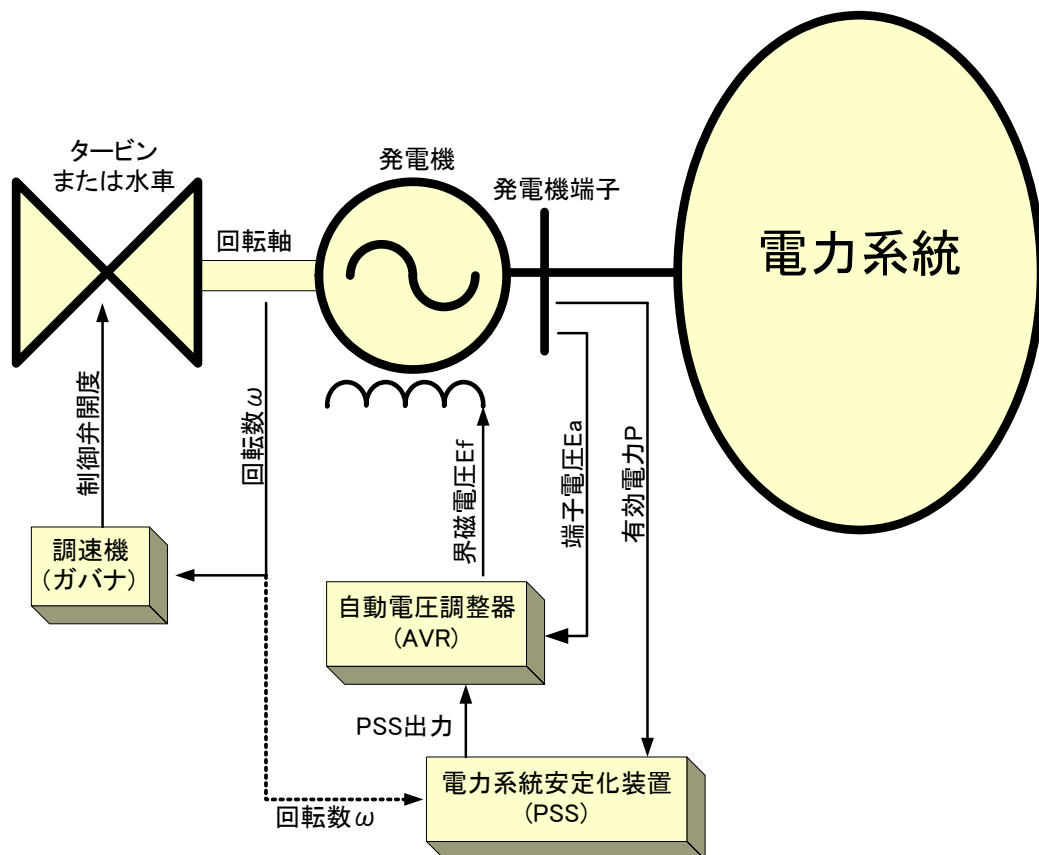 タービン
または水車
発電機
発電機端子
回転軸
電力系統
制御弁開度
回転数ω
界磁電圧Ef
端子電圧Ea
有効電力P
調速機
(ガバナ)
自動電圧調整器
(AVR)
PSS出力
電力系統安定化装置
(PSS)
回転数ω